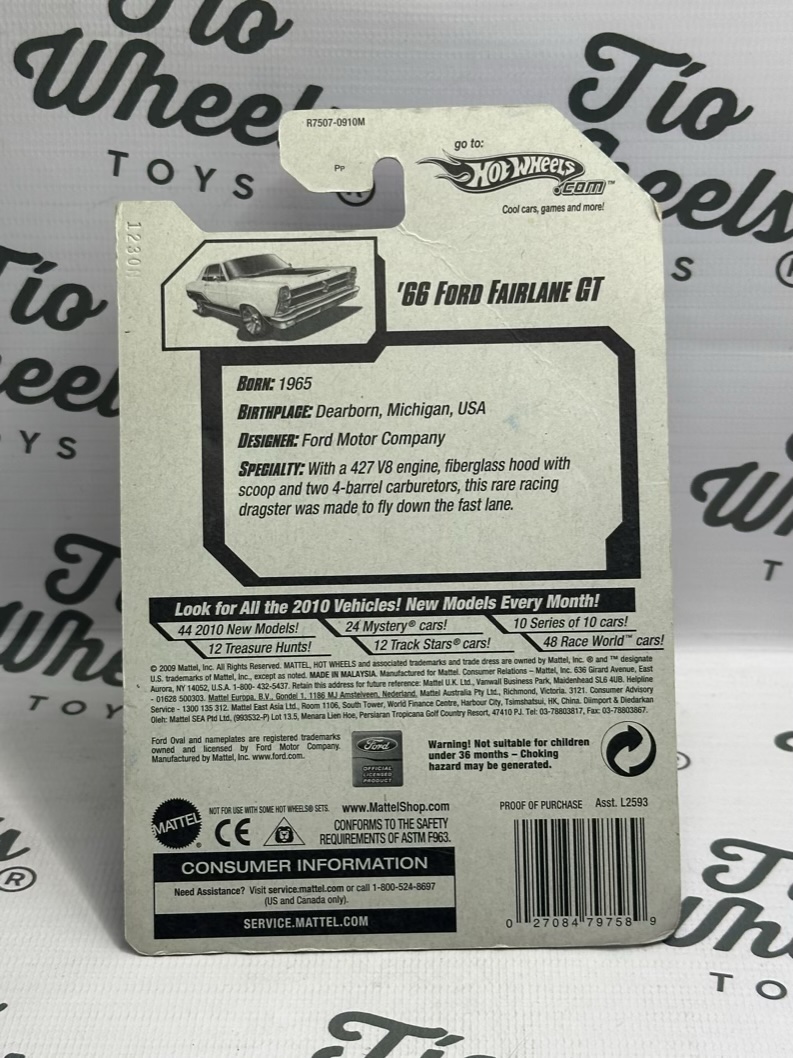 Tío
Wheels
TOYS
Tío
Wheels
R7507-0910M
PP
go to:
HOT WHEELS
.COM™
Cool cars, games and more!
'66 FORD FAIRLANE GT
BORN: 1965
BIRTHPLACE: Dearborn, Michigan, USA
DESIGNER: Ford Motor Company
SPECIALTY: With a 427 V8 engine, fiberglass hood with
scoop and two 4-barrel carburetors, this rare racing
dragster was made to fly down the fast lane.
Look for All the 2010 Vehicles! New Models Every Month!
44 2010 New Models! 24 Mystery® cars! 10 Series of 10 cars!
12 Treasure Hunts! 12 Track Stars® cars! 48 Race World™ cars!
© 2009 Mattel, Inc. All Rights Reserved. MATTEL, HOT WHEELS and associated trademarks and trade dress are owned by Mattel, Inc. ® and ™ designate
U.S. trademarks of Mattel, Inc., except as noted. MADE IN MALAYSIA. Manufactured for Mattel. Consumer Relations – Mattel, Inc. 636 Girard Avenue, East
Aurora, NY 14052, U.S.A. 1-800- 432-5437. Retain this address for future reference: Mattel U.K. Ltd., Vanwall Business Park, Maidenhead SL6 4UB. Helpline
- 01628 500303. Mattel Europa, B.V., Gondel 1, 1186 MJ Amstelveen, Nederland. Mattel Australia Pty Ltd., Richmond, Victoria. 3121. Consumer Advisory
Service - 1300 135 312. Mattel East Asia Ltd., Room 1106, South Tower, World Finance Centre, Harbour City, Tsimshatsui, HK, China. Diimport & Diedarkan
Oleh: Mattel SEA Ptd Ltd. (993532-P) Lot 13.5, Menara Lien Hoe, Persiaran Tropicana Golf Country Resort, 47410 PJ. Tel: 03-78803817, Fax: 03-78803867.
Ford Oval and nameplates are registered trademarks
owned and licensed by Ford Motor Company.
Manufactured by Mattel, Inc. www.ford.com.
Ford
OFFICIAL
LICENSED
PRODUCT
Warning! Not suitable for children
under 36 months – Choking
hazard may be generated.
MATTEL
NOT FOR USE WITH SOME HOT WHEELS® SETS.
CE
www.MattelShop.com
CONFORMS TO THE SAFETY
REQUIREMENTS OF ASTM F963.
PROOF OF PURCHASE Asst. L2593
CONSUMER INFORMATION
Need Assistance? Visit service.mattel.com or call 1-800-524-8697
(US and Canada only).
SERVICE.MATTEL.COM
0 27084 79758 9